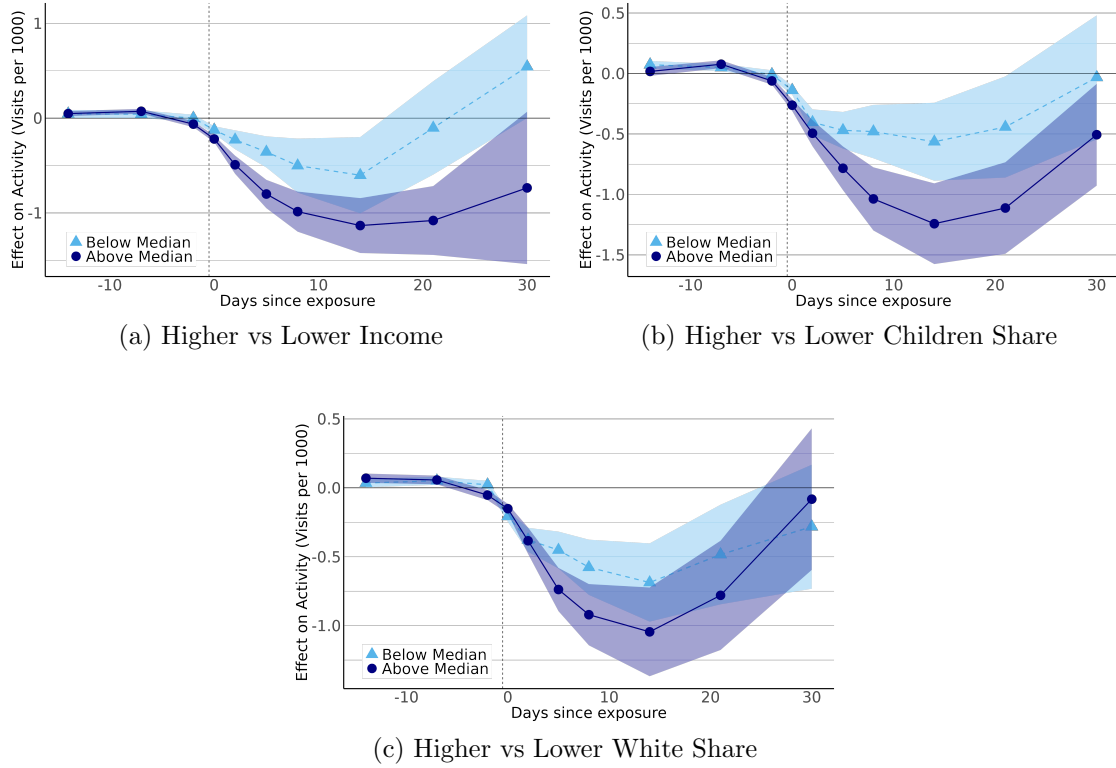 Effect on Activity (Visits per 1000)
1
0
-1
Below Median
Above Median
-10 0 10 20 30
Days since exposure
(a) Higher vs Lower Income
Effect on Activity (Visits per 1000)
0.5
0.0
-0.5
-1.0
-1.5
Below Median
Above Median
-10 0 10 20 30
Days since exposure
(b) Higher vs Lower Children Share
Effect on Activity (Visits per 1000)
0.5
0.0
-0.5
-1.0
Below Median
Above Median
-10 0 10 20 30
Days since exposure
(c) Higher vs Lower White Share